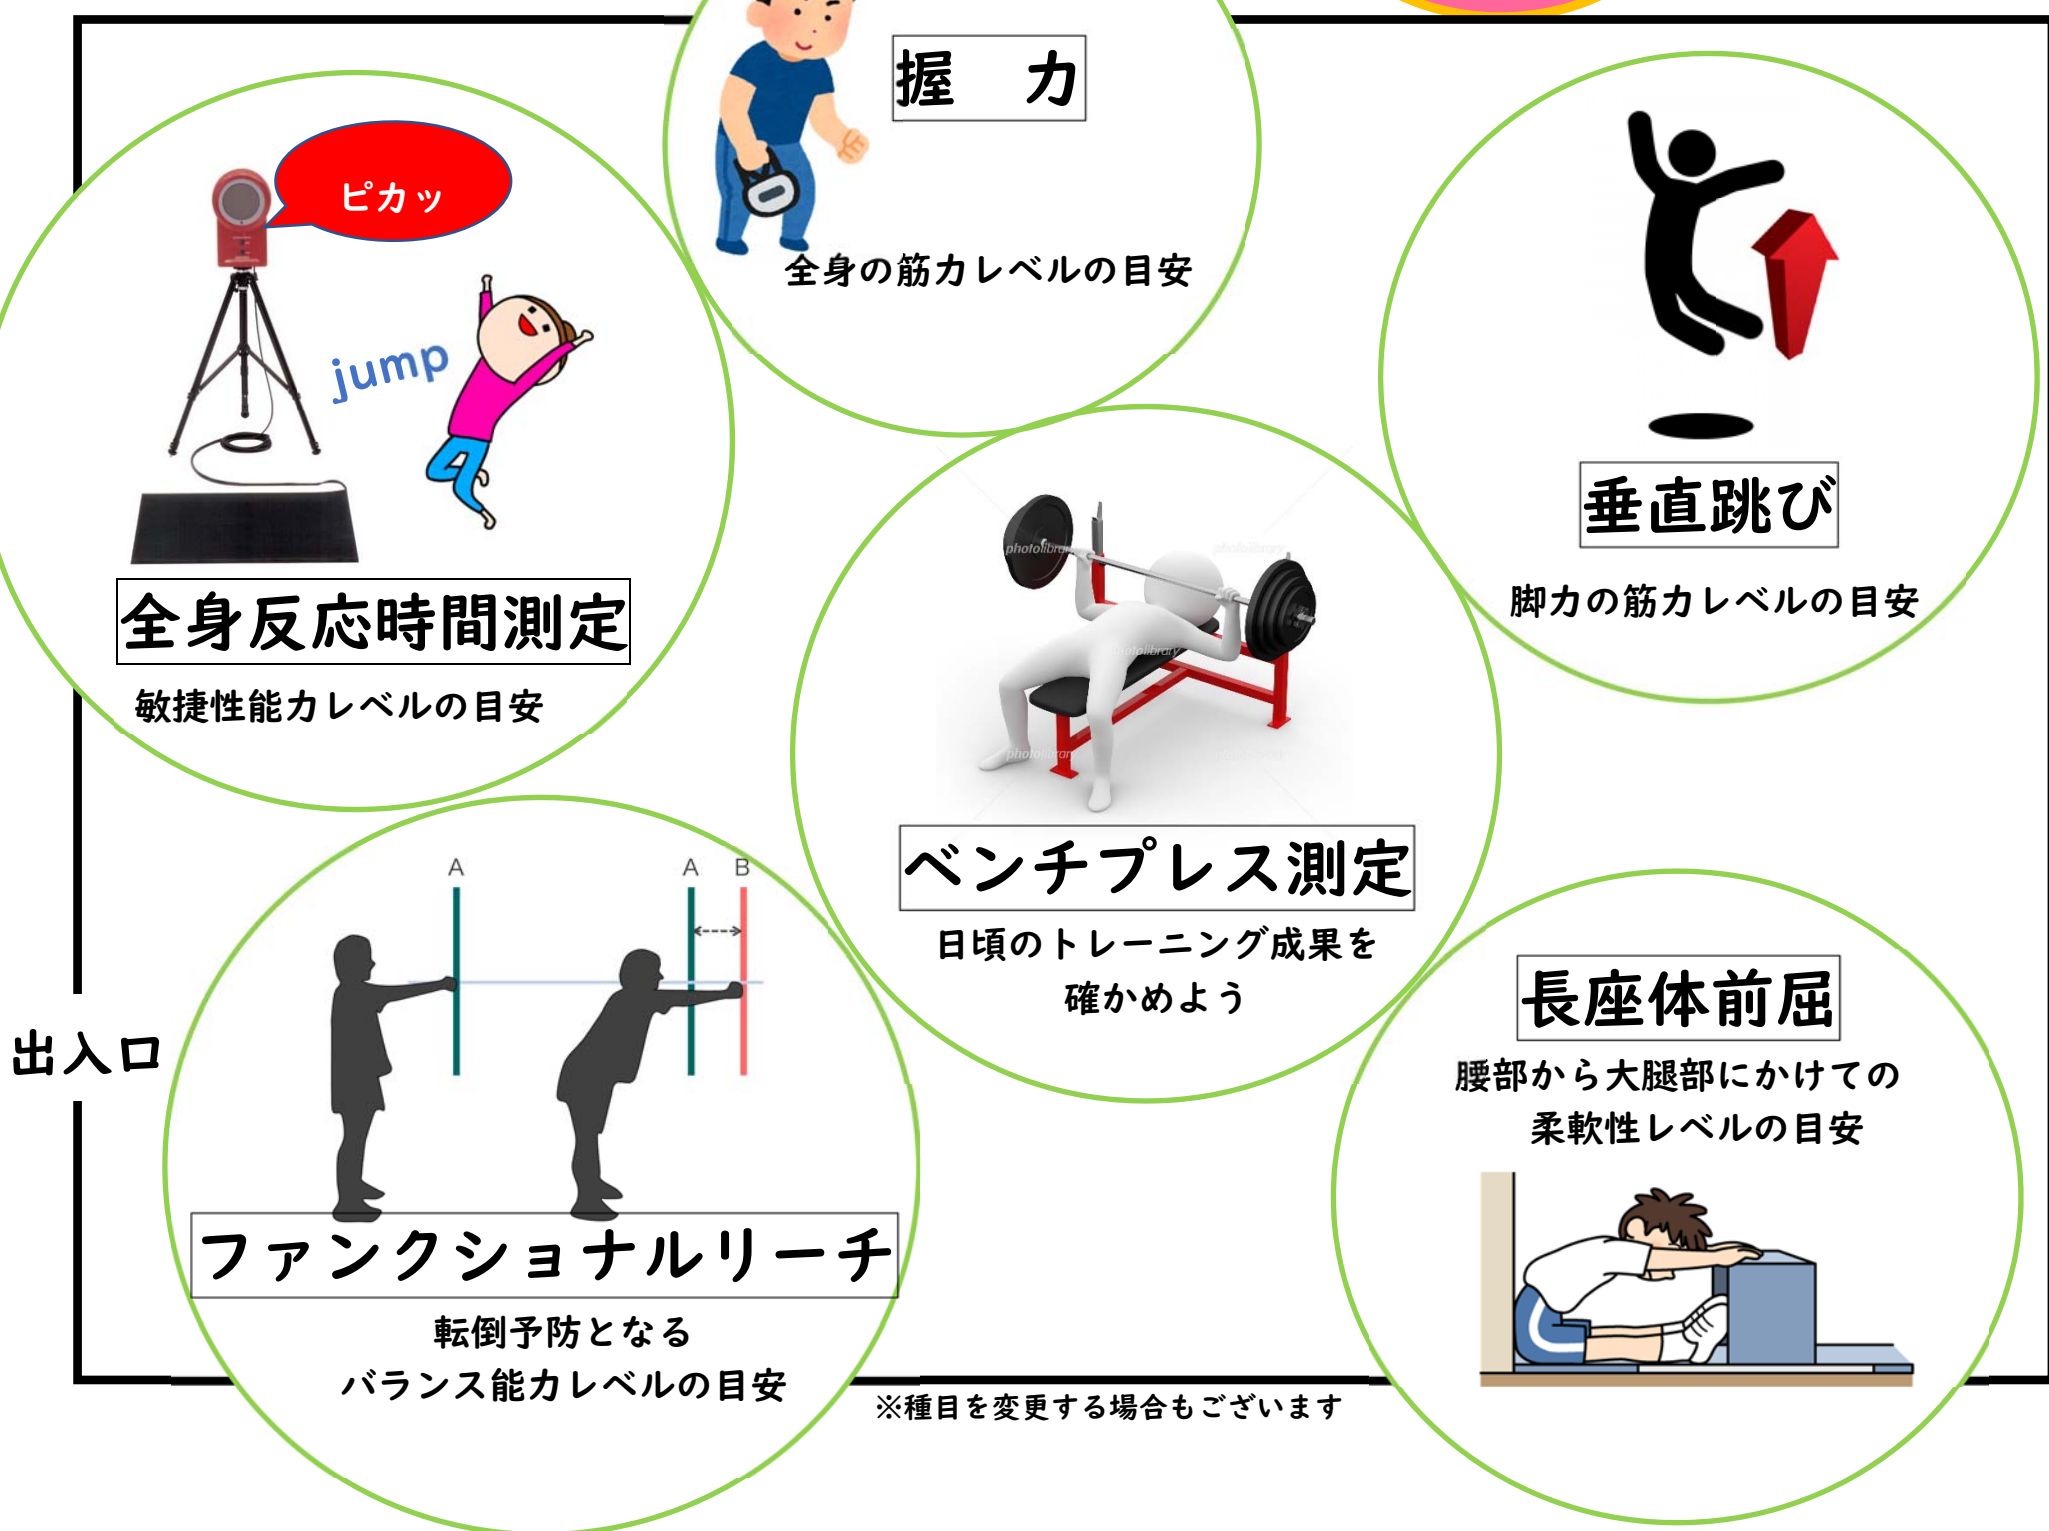 握　力
全身の筋力レベルの目安
ピカッ
jump
全身反応時間測定
敏捷性能力レベルの目安
垂直跳び
脚力の筋力レベルの目安
photolibrary
photolibrary
photolibrary
photolibrary
photolibrary
ベンチプレス測定
日頃のトレーニング成果を
確かめよう
A
A B
ファンクショナルリーチ
転倒予防となる
バランス能力レベルの目安
出入口
長座体前屈
腰部から大腿部にかけての
柔軟性レベルの目安
※種目を変更する場合もございます